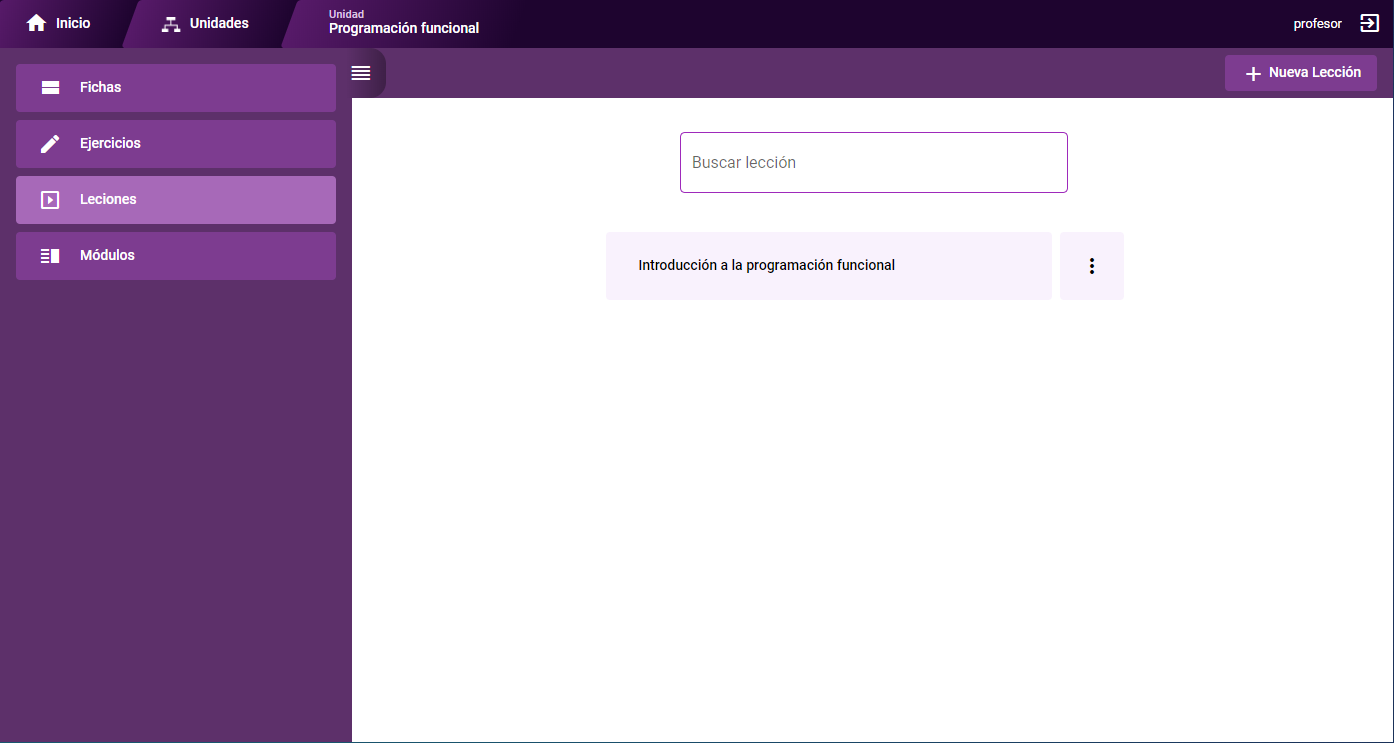 Inicio
Unidades
Unidad
Programación funcional
profesor
Fichas
Ejercicios
Leciones
Módulos
Nueva Lección
Buscar lección
Introducción a la programación funcional